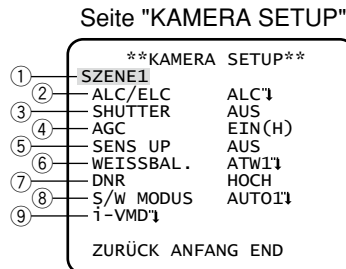 Seite "KAMERA SETUP"
**KAMERA SETUP**
① SZENE1
② ALC/ELC ALC↴
③ SHUTTER AUS
④ AGC EIN(H)
⑤ SENS UP AUS
⑥ WEISSBAL. ATW1↴
⑦ DNR HOCH
⑧ S/W MODUS AUTO1↴
⑨ i-VMD↴
ZURÜCK ANFANG END